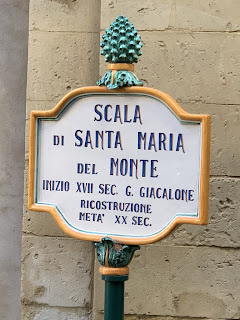 SCALA
DI SANTA MARIA
DEL MONTE
INIZIO XVII SEC. G. GIACALONE
RICOSTRUZIONE
META' XX SEC.